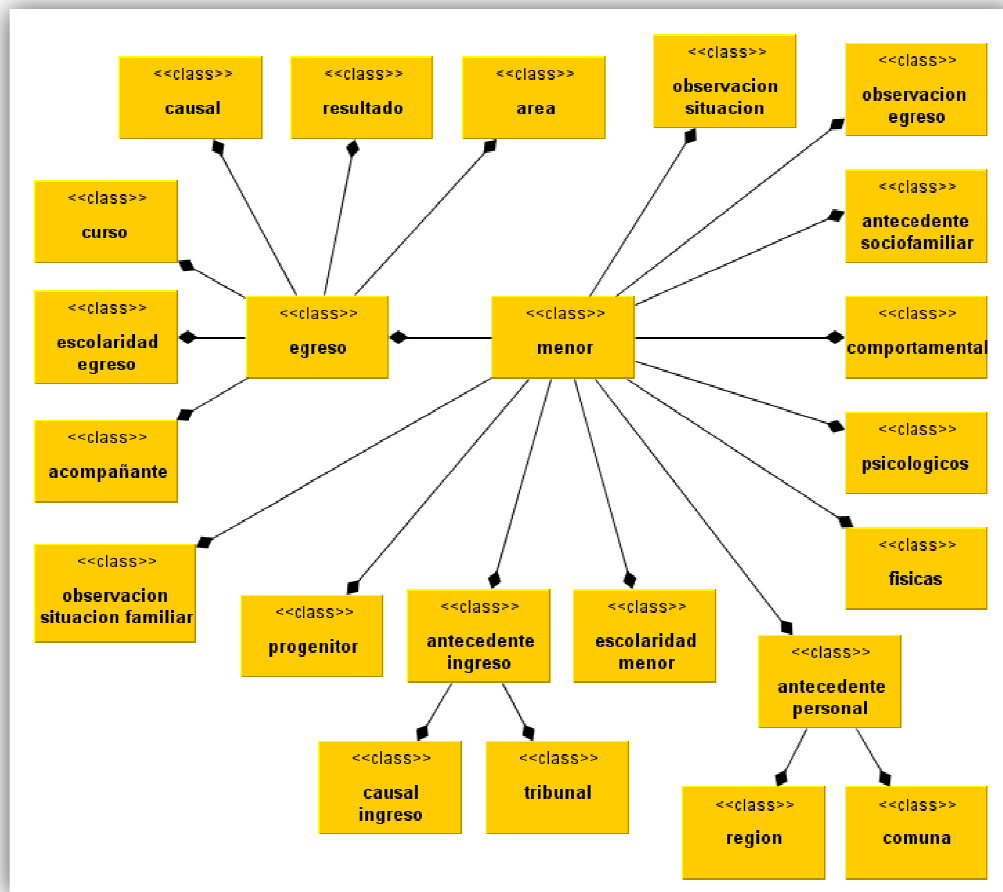 <<class>>
causal
<<class>>
resultado
<<class>>
area
<<class>>
observacion
situacion
<<class>>
observacion
egreso
<<class>>
curso
<<class>>
antecedente
sociofamiliar
<<class>>
escolaridad
egreso
<<class>>
egreso
<<class>>
menor
<<class>>
comportamental
<<class>>
acompañante
<<class>>
psicologicos
<<class>>
observacion
situacion familiar
<<class>>
progenitor
<<class>>
antecedente
ingreso
<<class>>
escolaridad
menor
<<class>>
fisicas
<<class>>
antecedente
personal
<<class>>
causal
ingreso
<<class>>
tribunal
<<class>>
region
<<class>>
comuna